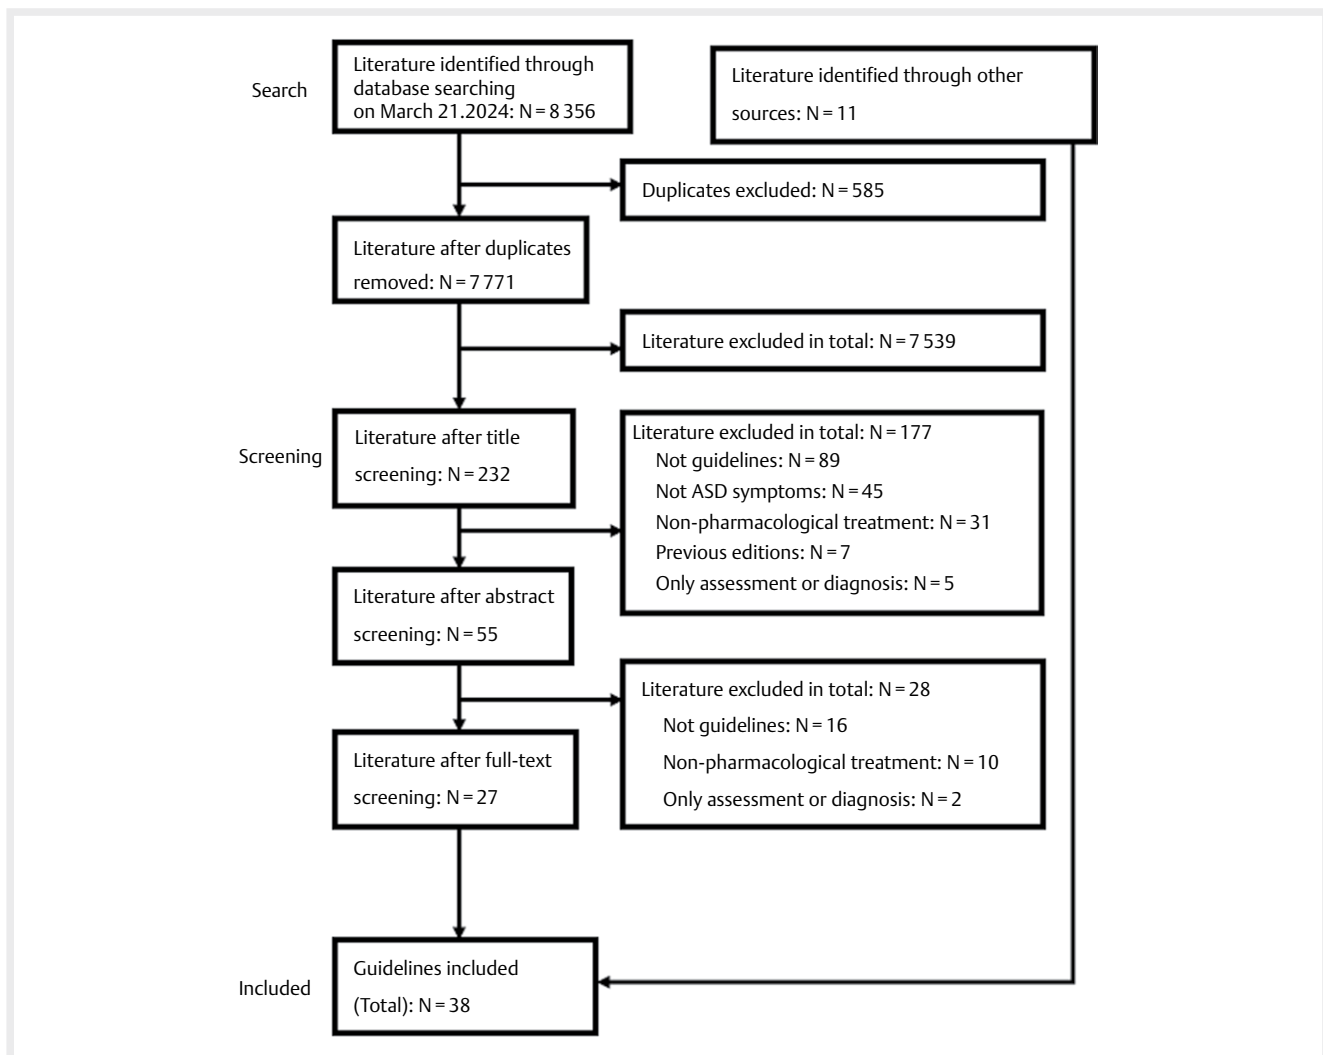 Search
Literature identified through
database searching
on March 21.2024: N = 8 356
Literature identified through other
sources: N = 11
Duplicates excluded: N = 585
Literature after duplicates
removed: N = 7 771
Literature excluded in total: N = 7 539
Screening
Literature after title
screening: N = 232
Literature excluded in total: N = 177
Not guidelines: N = 89
Not ASD symptoms: N = 45
Non-pharmacological treatment: N = 31
Previous editions: N = 7
Only assessment or diagnosis: N = 5
Literature after abstract
screening: N = 55
Literature excluded in total: N = 28
Not guidelines: N = 16
Non-pharmacological treatment: N = 10
Only assessment or diagnosis: N = 2
Literature after full-text
screening: N = 27
Included
Guidelines included
(Total): N = 38